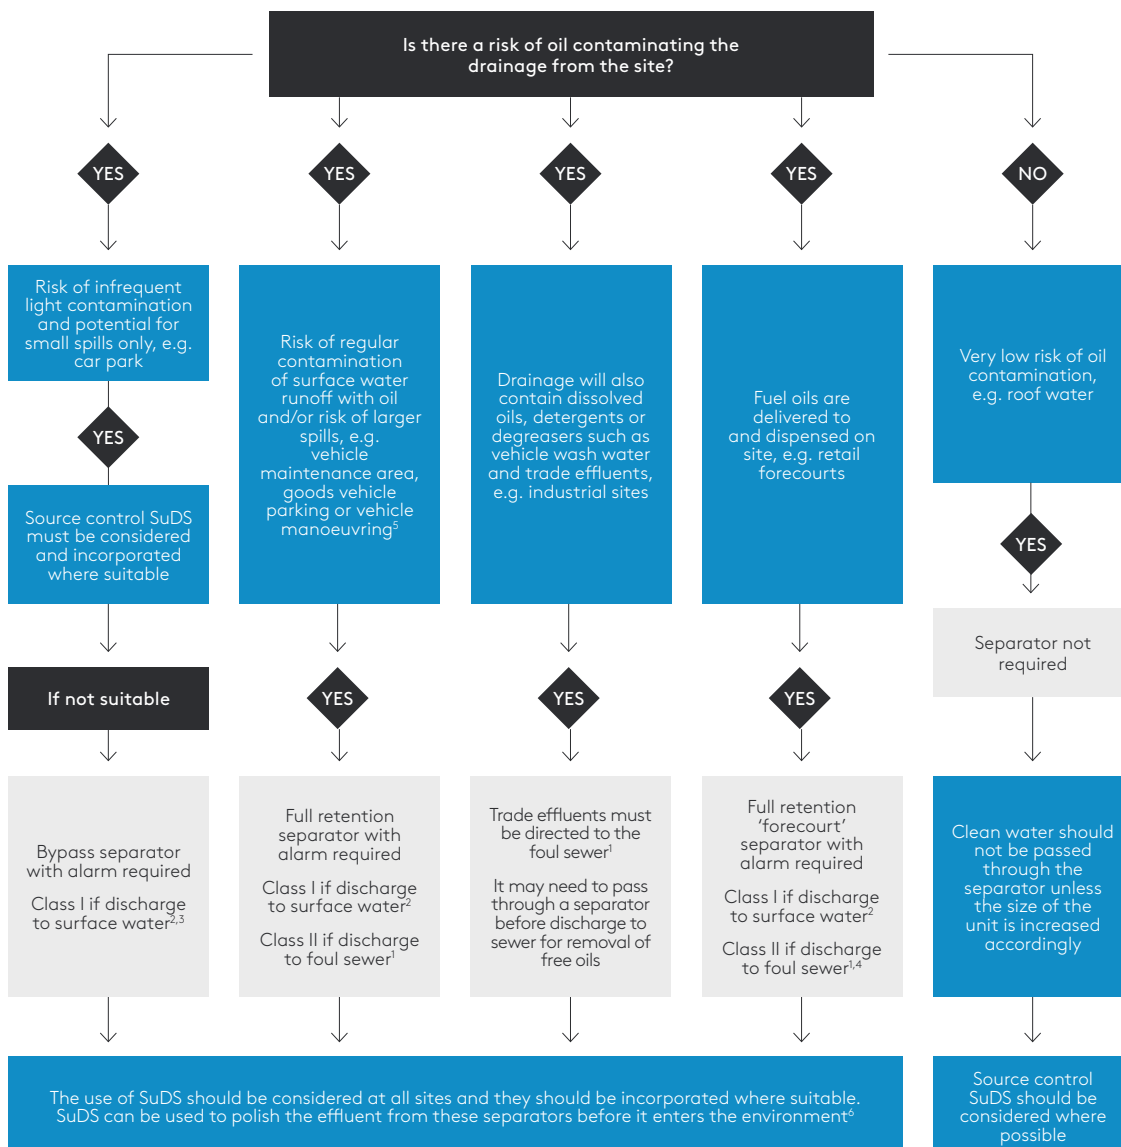 Is there a risk of oil contaminating the
drainage from the site?
YES
YES
YES
YES
NO
Risk of infrequent
light contamination
and potential for
small spills only, e.g.
car park
YES
Source control SuDS
must be considered
and incorporated
where suitable
If not suitable
Bypass separator
with alarm required
Class I if discharge
to surface water2,3
Risk of regular
contamination
of surface water
runoff with oil
and/or risk of larger
spills, e.g.
vehicle
maintenance area,
goods vehicle
parking or vehicle
manoeuvring5
YES
Full retention
separator with
alarm required
Class I if discharge
to surface water2
Class II if discharge
to foul sewer1
Drainage will also
contain dissolved
oils, detergents or
degreasers such as
vehicle wash water
and trade effluents,
e.g. industrial sites
YES
Trade effluents must
be directed to the
foul sewer1
It may need to pass
through a separator
before discharge to
sewer for removal of
free oils
Fuel oils are
delivered to
and dispensed on
site, e.g. retail
forecourts
YES
Full retention
‘forecourt’
separator with
alarm required
Class I if discharge
to surface water2
Class II if discharge
to foul sewer1,4
Very low risk of oil
contamination,
e.g. roof water
YES
Separator not
required
Clean water should
not be passed
through the
separator unless
the size of the
unit is increased
accordingly
The use of SuDS should be considered at all sites and they should be incorporated where suitable.
SuDS can be used to polish the effluent from these separators before it enters the environment6
Source control
SuDS should be
considered where
possible